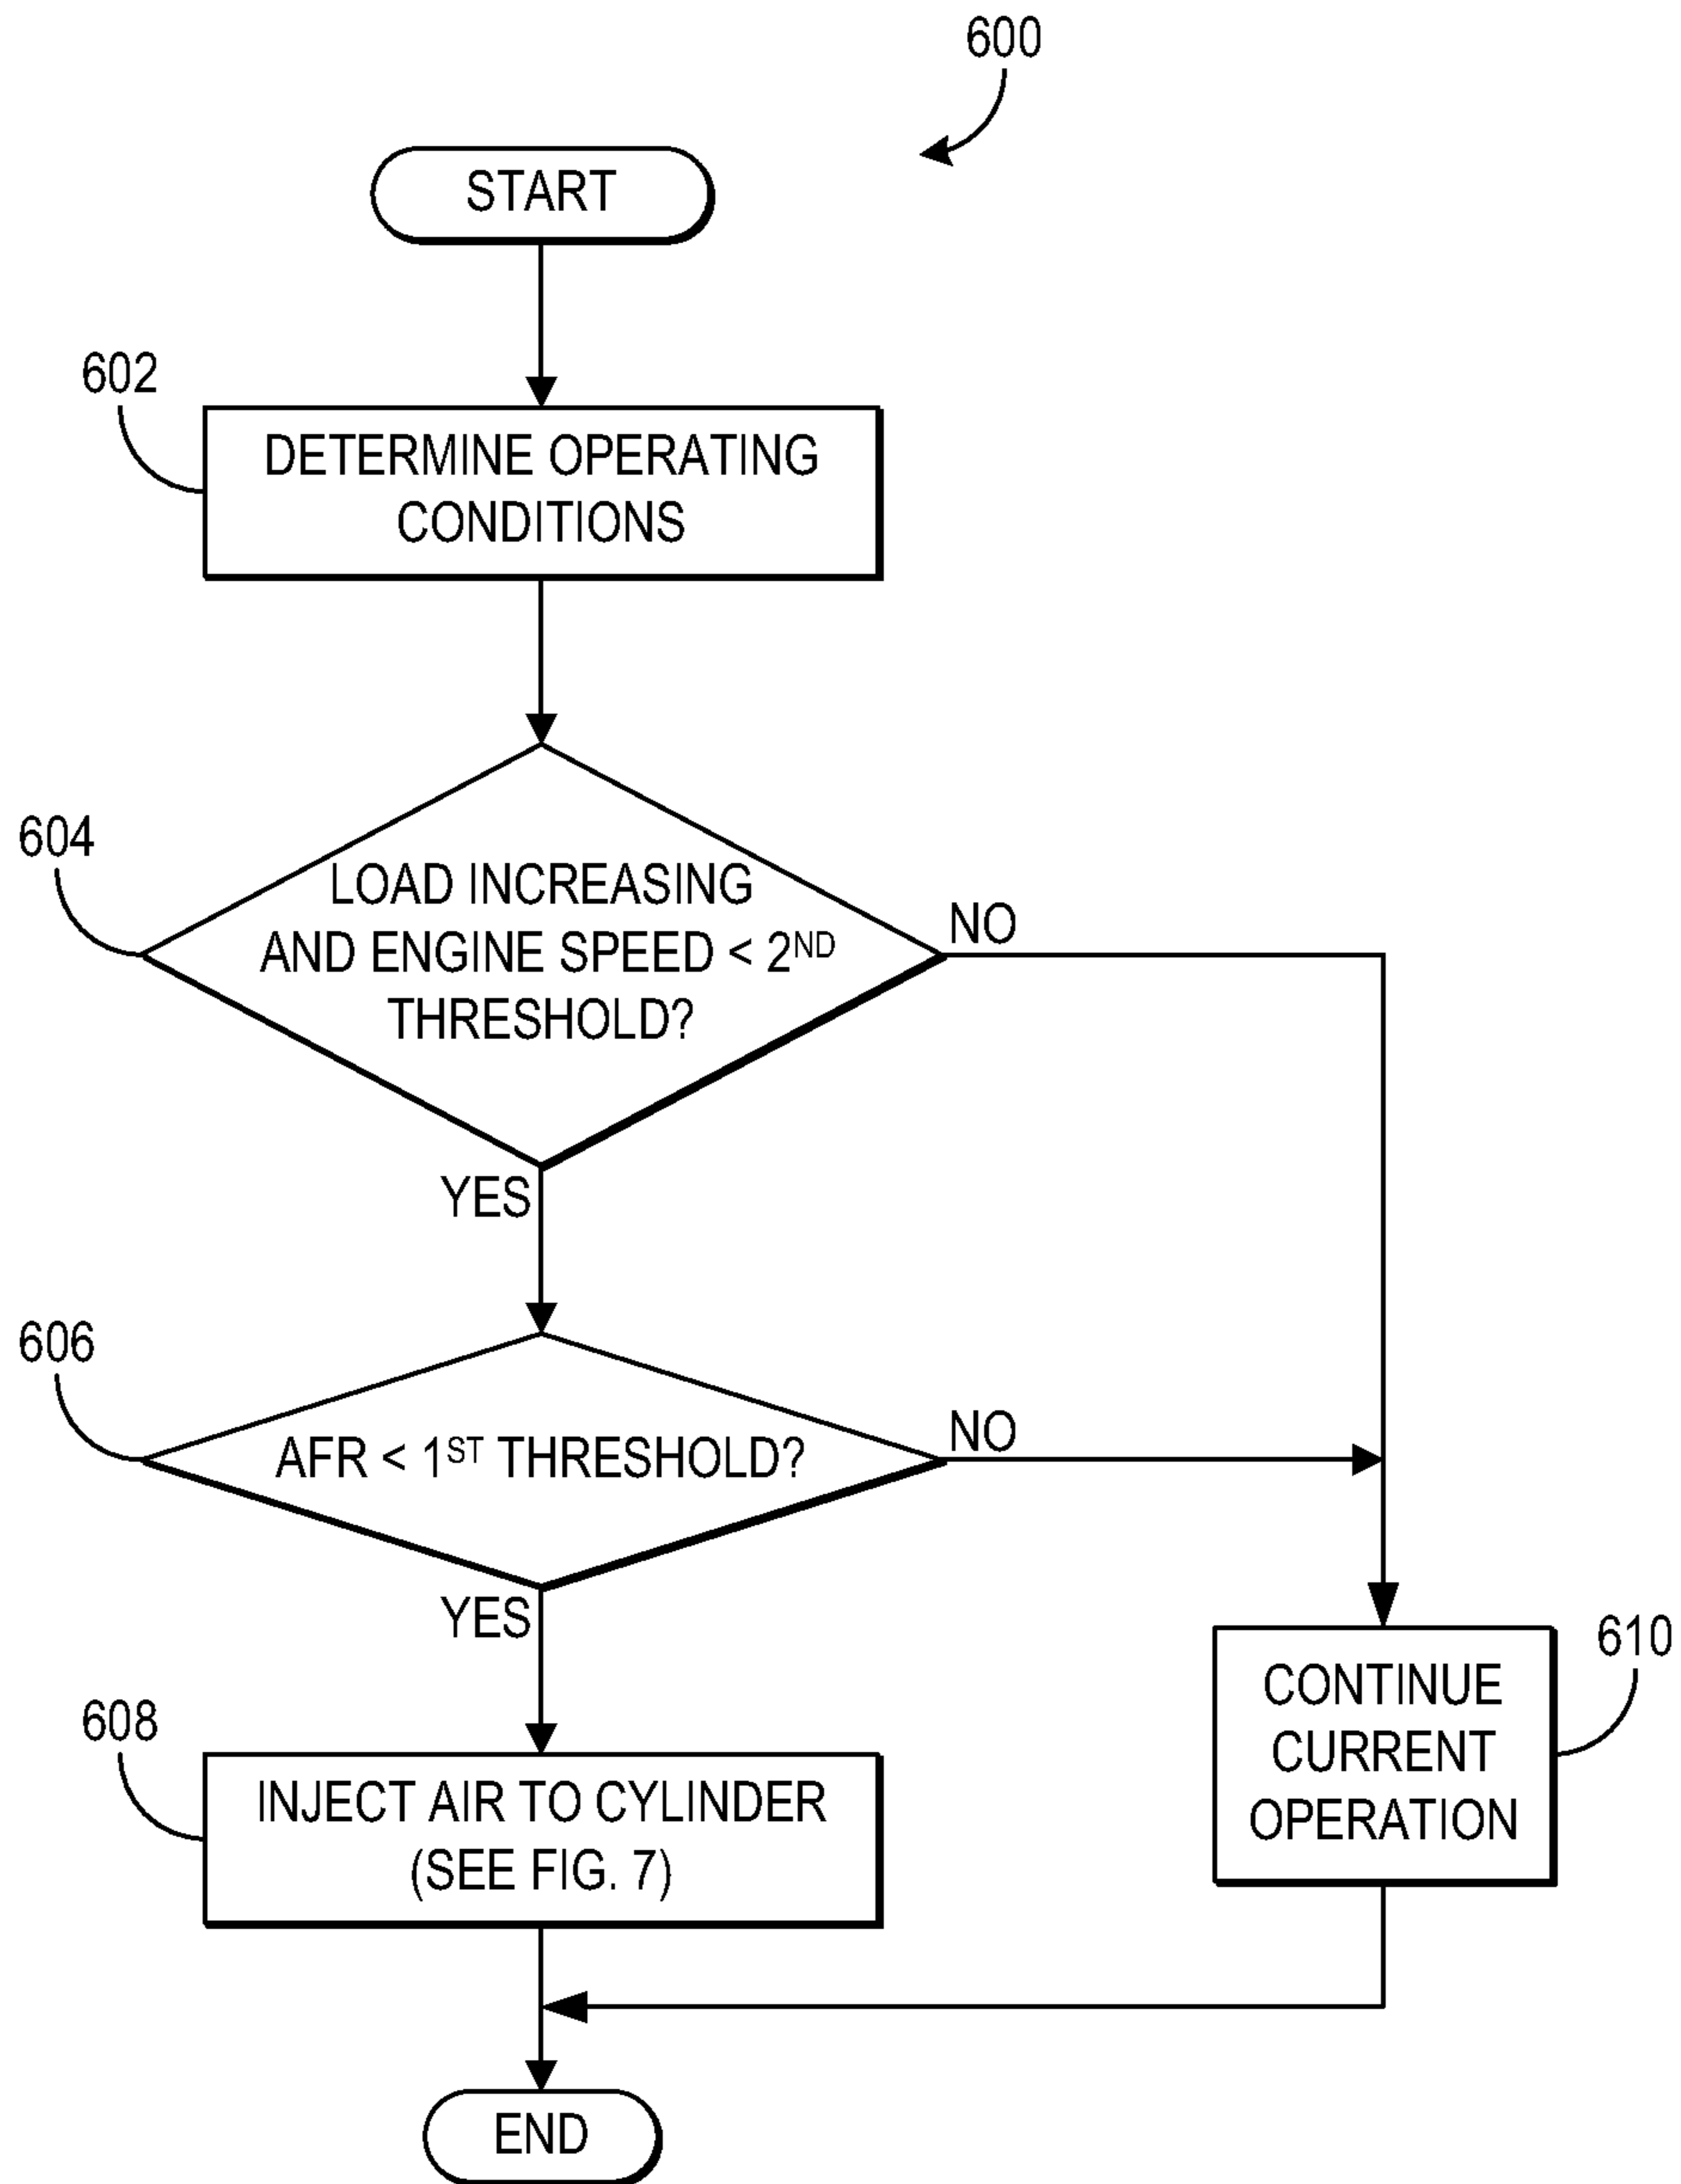 600
START
602
DETERMINE OPERATING
CONDITIONS
604
LOAD INCREASING
AND ENGINE SPEED < 2ND
THRESHOLD?
NO
YES
606
AFR < 1ST THRESHOLD?
NO
YES
608
INJECT AIR TO CYLINDER
(SEE FIG. 7)
610
CONTINUE
CURRENT
OPERATION
END